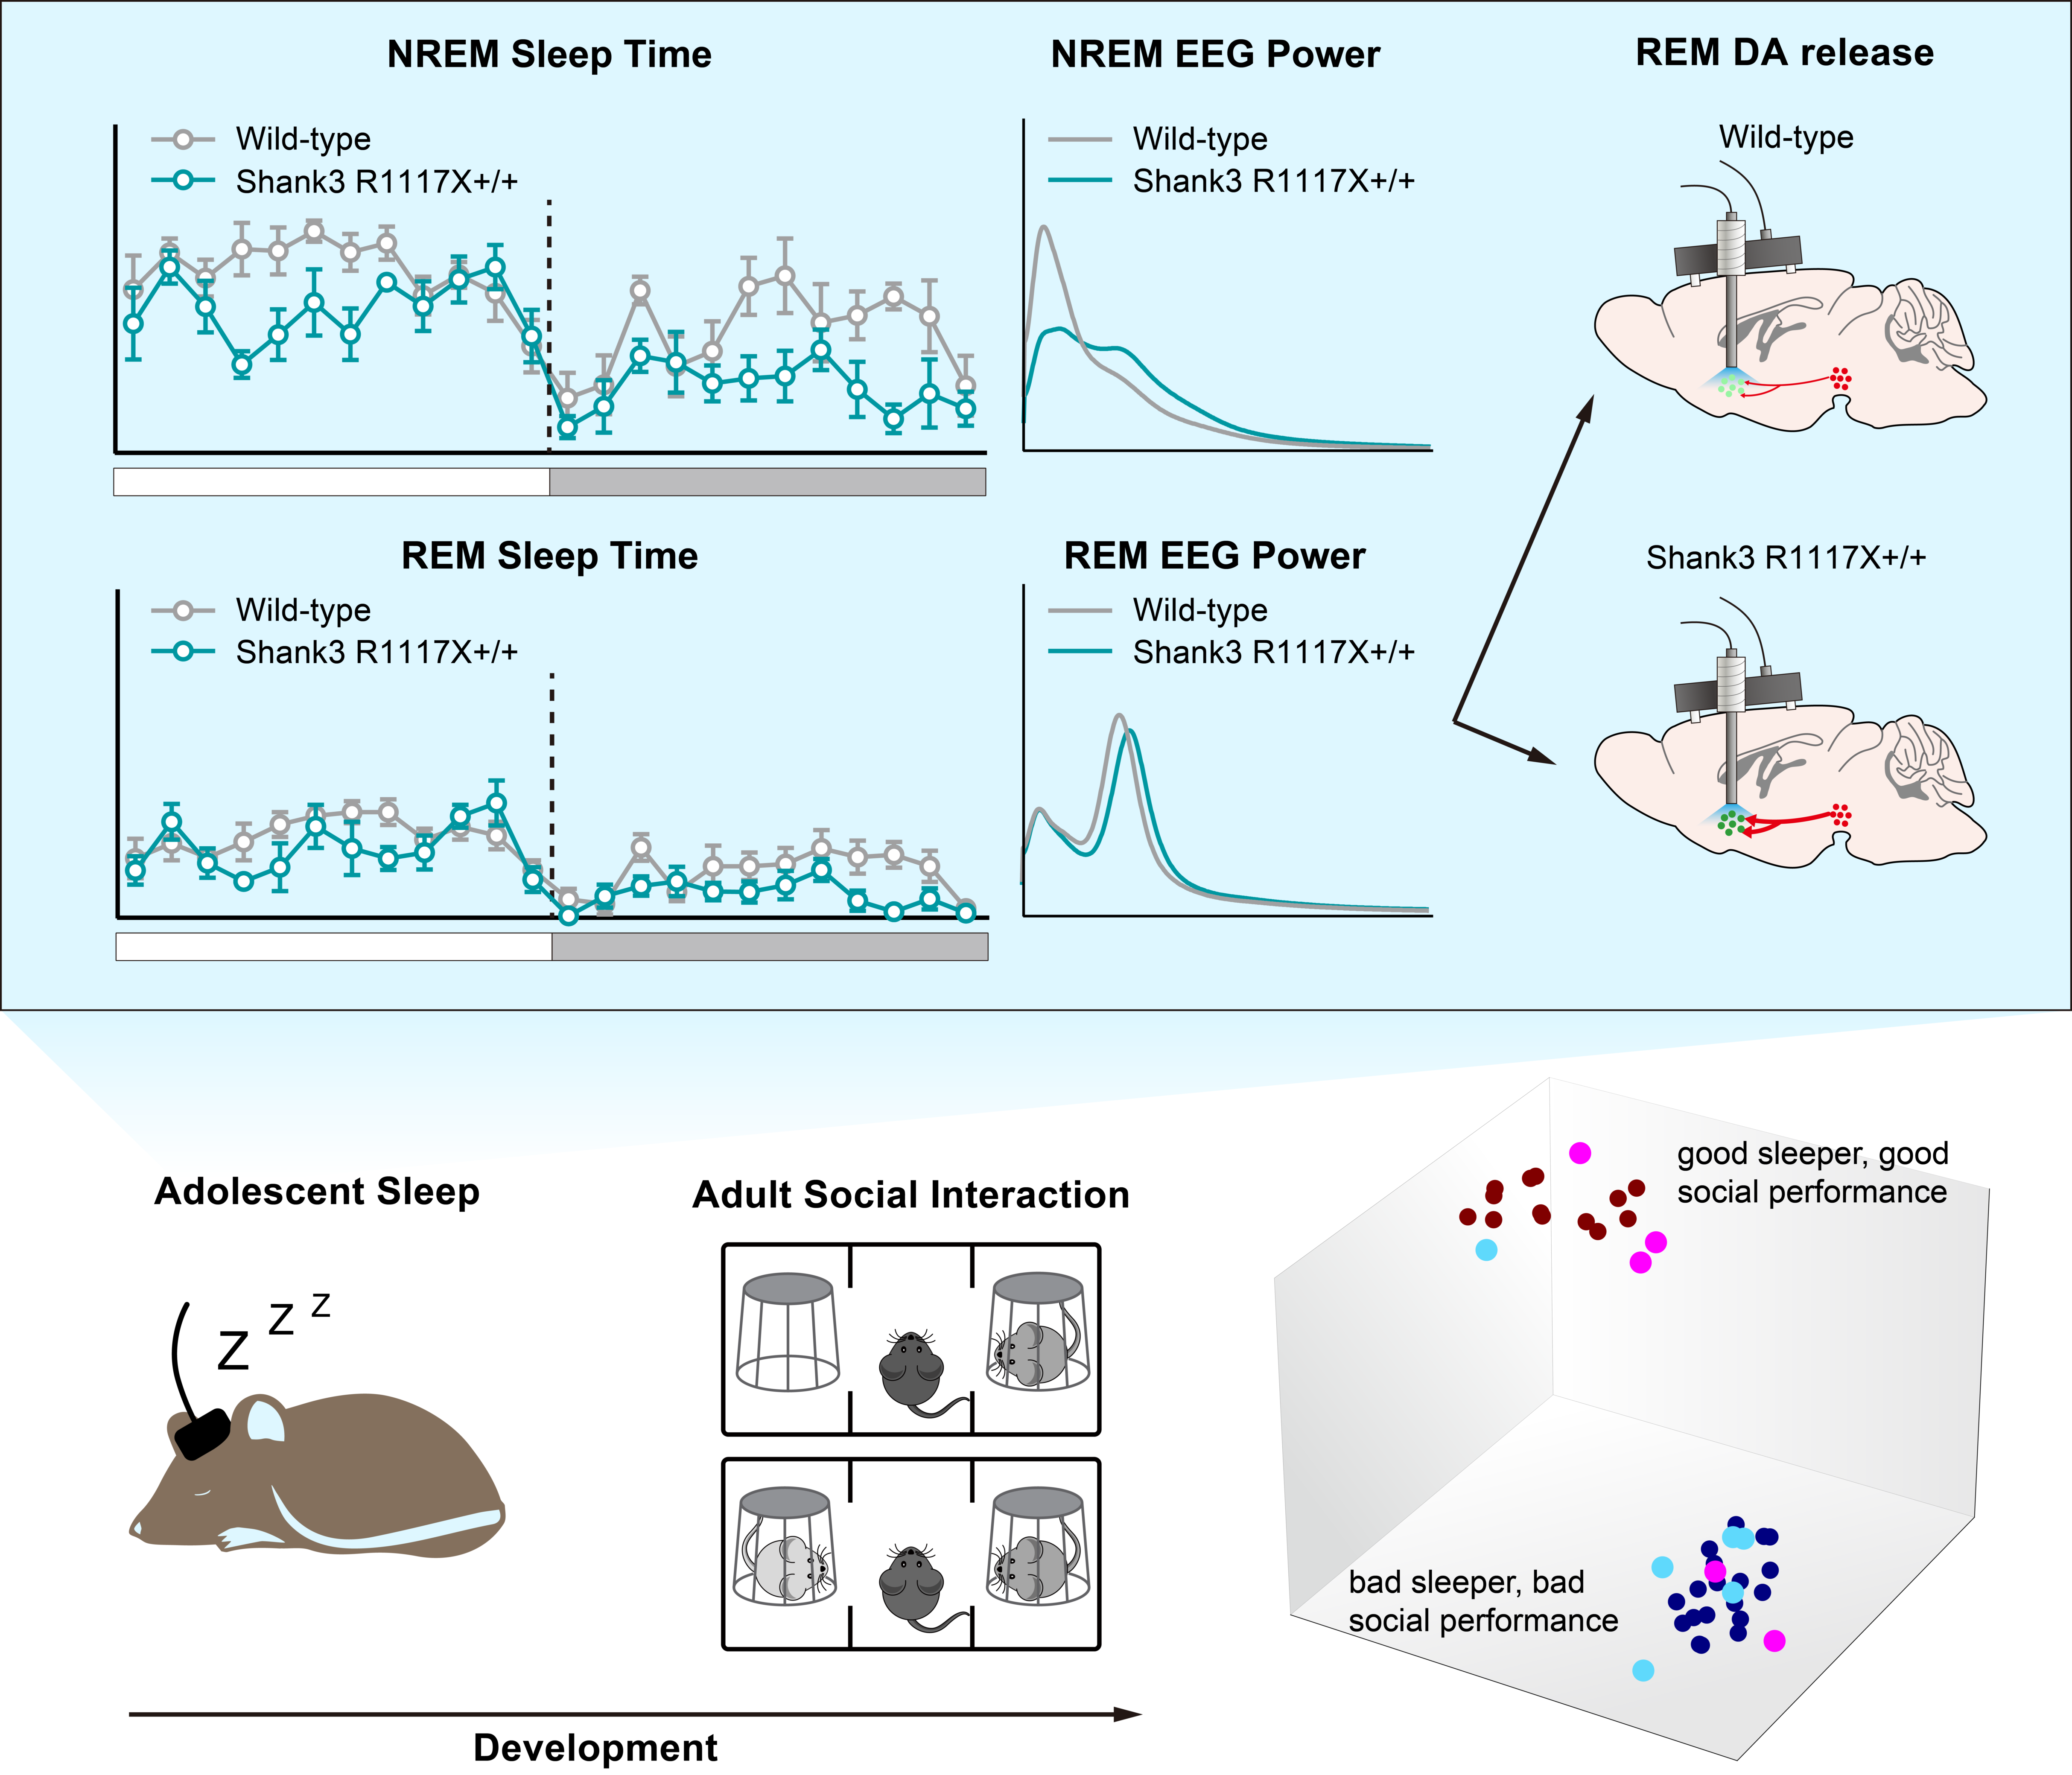 NREM Sleep Time
Wild-type
Shank3 R1117X+/+
NREM EEG Power
Wild-type
Shank3 R1117X+/+
REM DA release
Wild-type
Shank3 R1117X+/+
REM Sleep Time
Wild-type
Shank3 R1117X+/+
REM EEG Power
Wild-type
Shank3 R1117X+/+
Adolescent Sleep
Z Z Z
Adult Social Interaction
good sleeper, good
social performance
bad sleeper, bad
social performance
Development